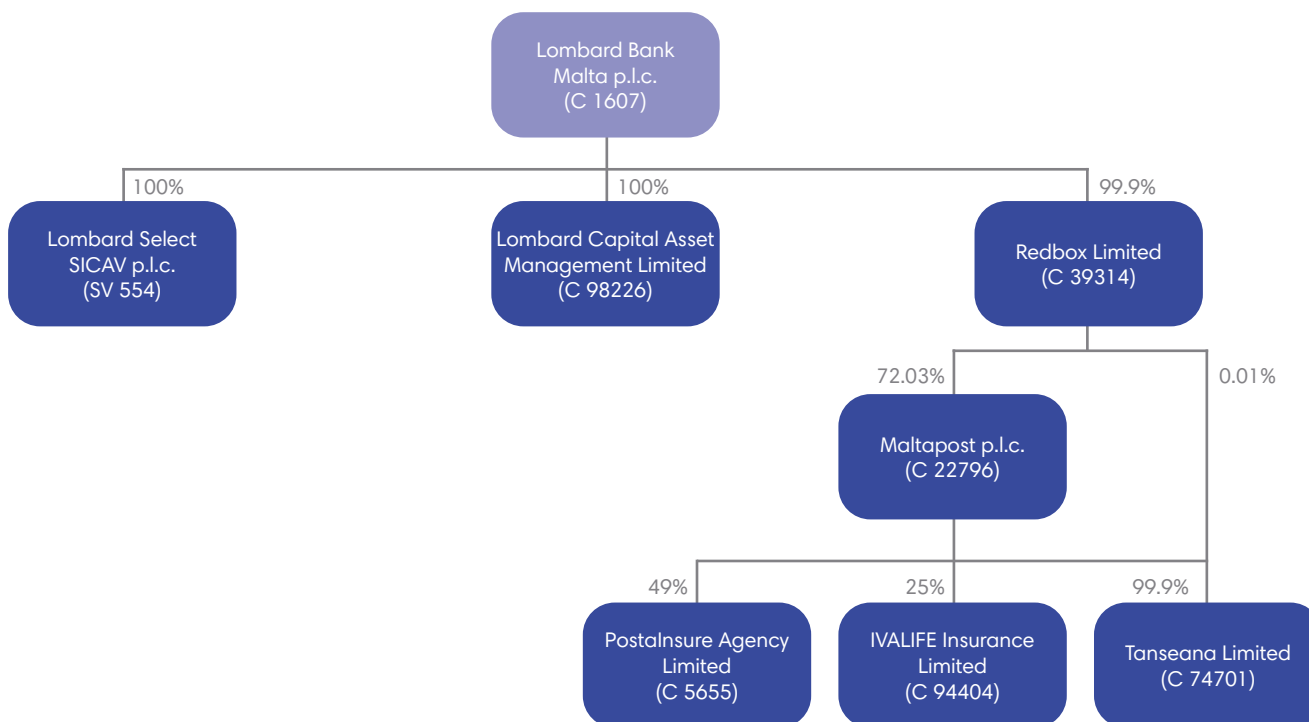 Lombard Bank
Malta p.l.c.
(C 1607)
100%
100%
99.9%
Lombard Select
SICAV p.l.c.
(SV 554)
Lombard Capital Asset
Management Limited
(C 98226)
Redbox Limited
(C 39314)
72.03%
0.01%
Maltapost p.l.c.
(C 22796)
49%
25%
99.9%
PostaInsure Agency
Limited
(C 5655)
IVALIFE Insurance
Limited
(C 94404)
Tanseana Limited
(C 74701)